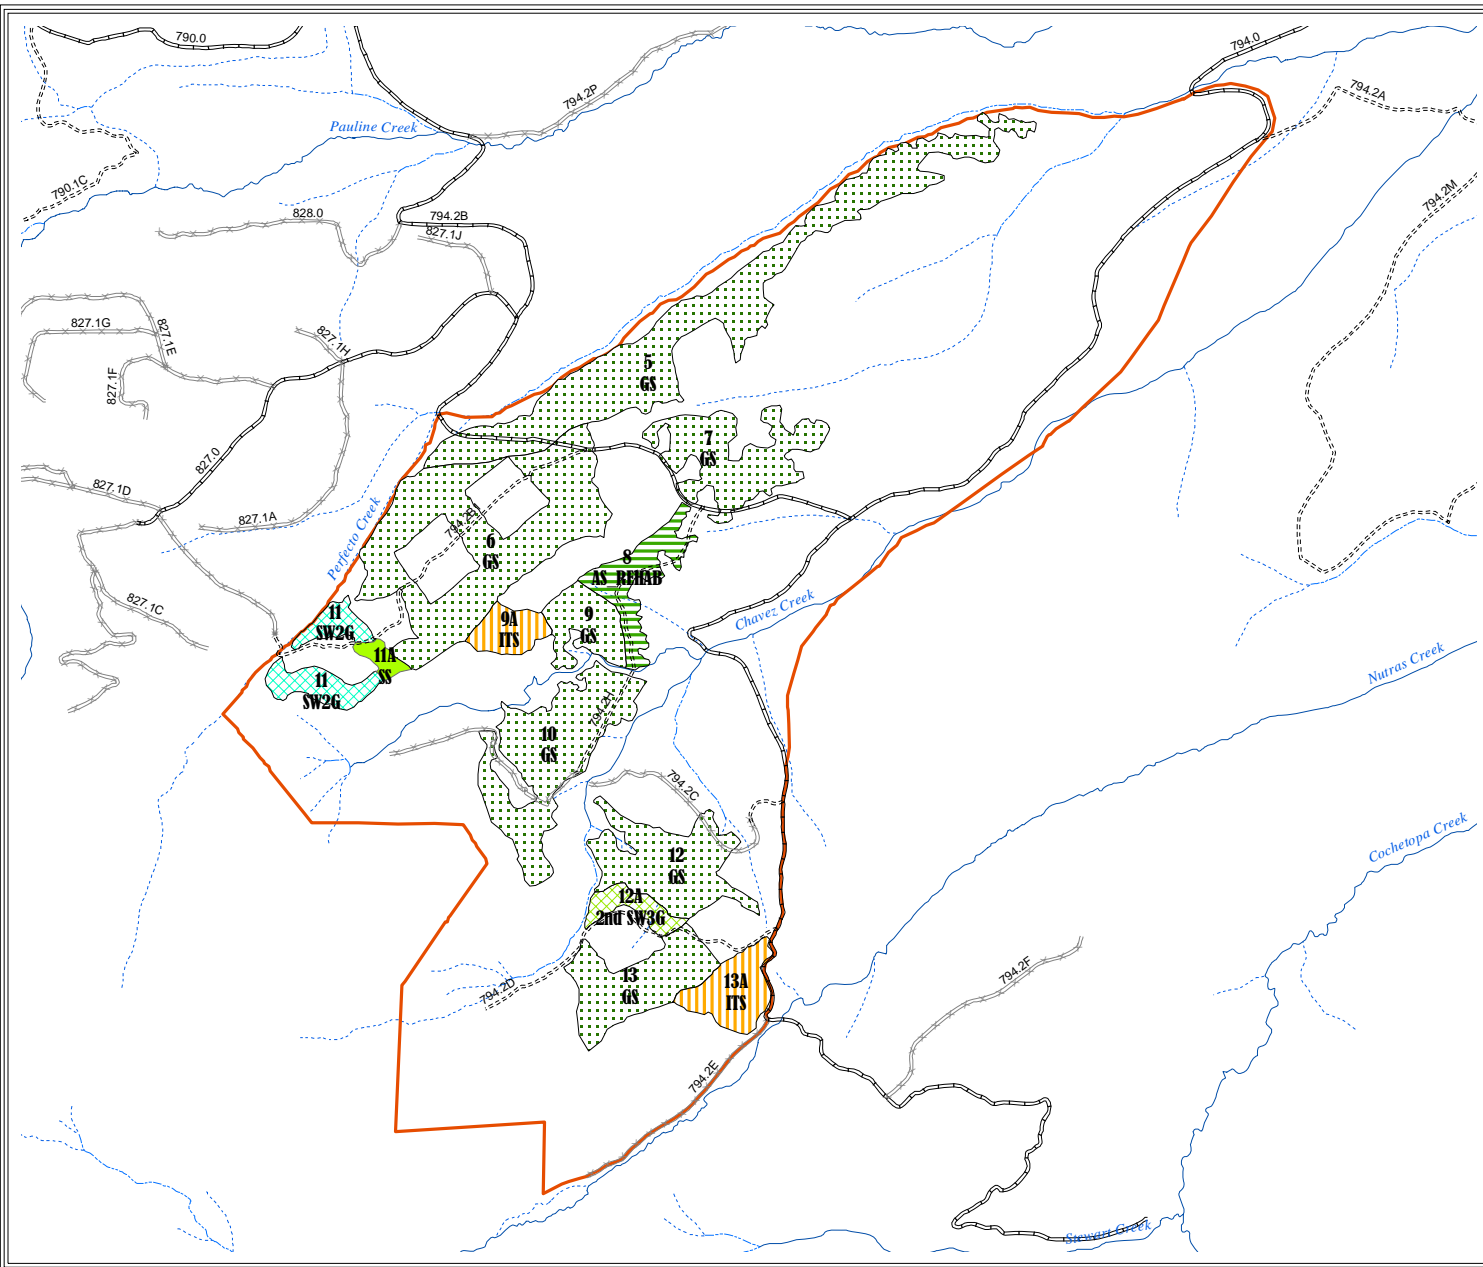 790.0
794.0
794.2P
794.2A
Pauline Creek
790.1C
794.2M
828.0
794.2B
827.1J
827.1G
827.1E
827.1H
827.1F
5
GS
7
GS
827.0
827.1D
827.1A
Perfecto Creek
6
GS
8
AS_REHAB
827.1C
11
SW2G
9A
ITS
9
GS
Chavez Creek
11A
SS
11
SW2G
Nutras Creek
794.2H
10
GS
794.2C
Cochetopa Creek
12
GS
12A
2nd SW3G
794.2D
13
GS
13A
ITS
794.2F
794.2E
Stewart Creek